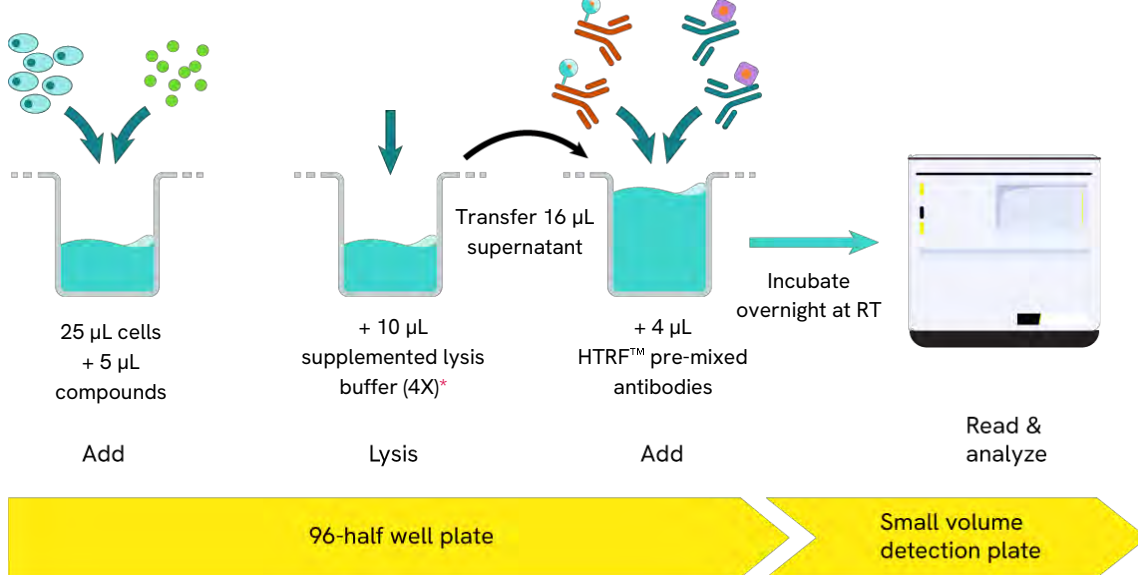 25 µL cells
+ 5 µL
compounds
Add
+ 10 µL
supplemented lysis
buffer (4X)*
Lysis
Transfer 16 µL
supernatant
+ 4 µL
HTRF™ pre-mixed
antibodies
Add
Incubate
overnight at RT
Read &
analyze
96-half well plate
Small volume
detection plate